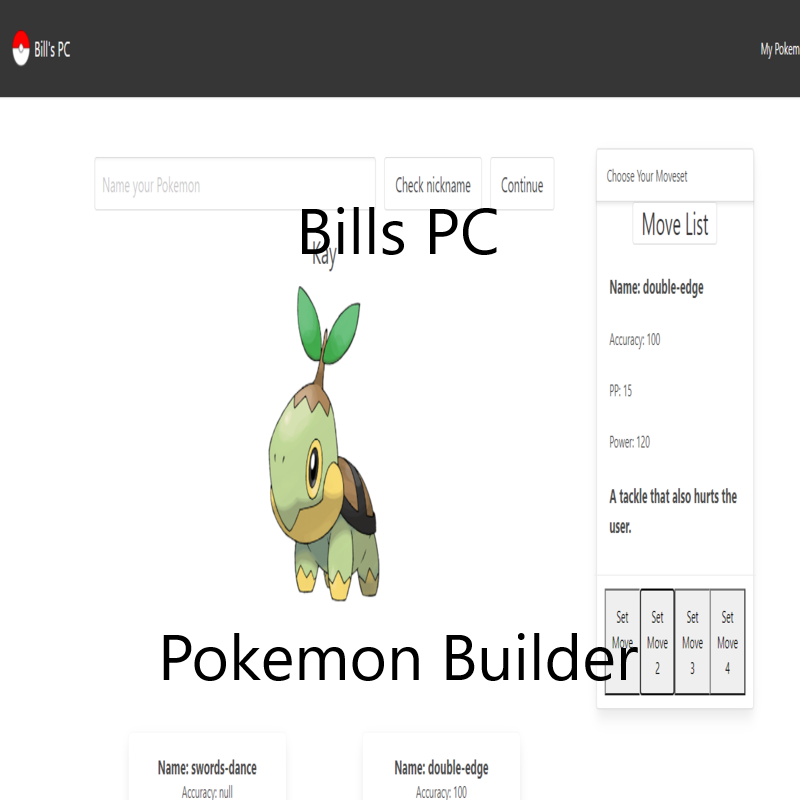 Bill's PC
My Pokem
Name your Pokemon
Check nickname
Continue
Bills PC
Kay
Choose Your Moveset
Move List
Name: double-edge
Accuracy: 100
PP: 15
Power: 120
A tackle that also hurts the
user.
Set
Move
Set
Move
2
Set
Move
3
Set
Move
4
Pokemon Builder
Name: swords-dance
Accuracy: null
Name: double-edge
Accuracy: 100